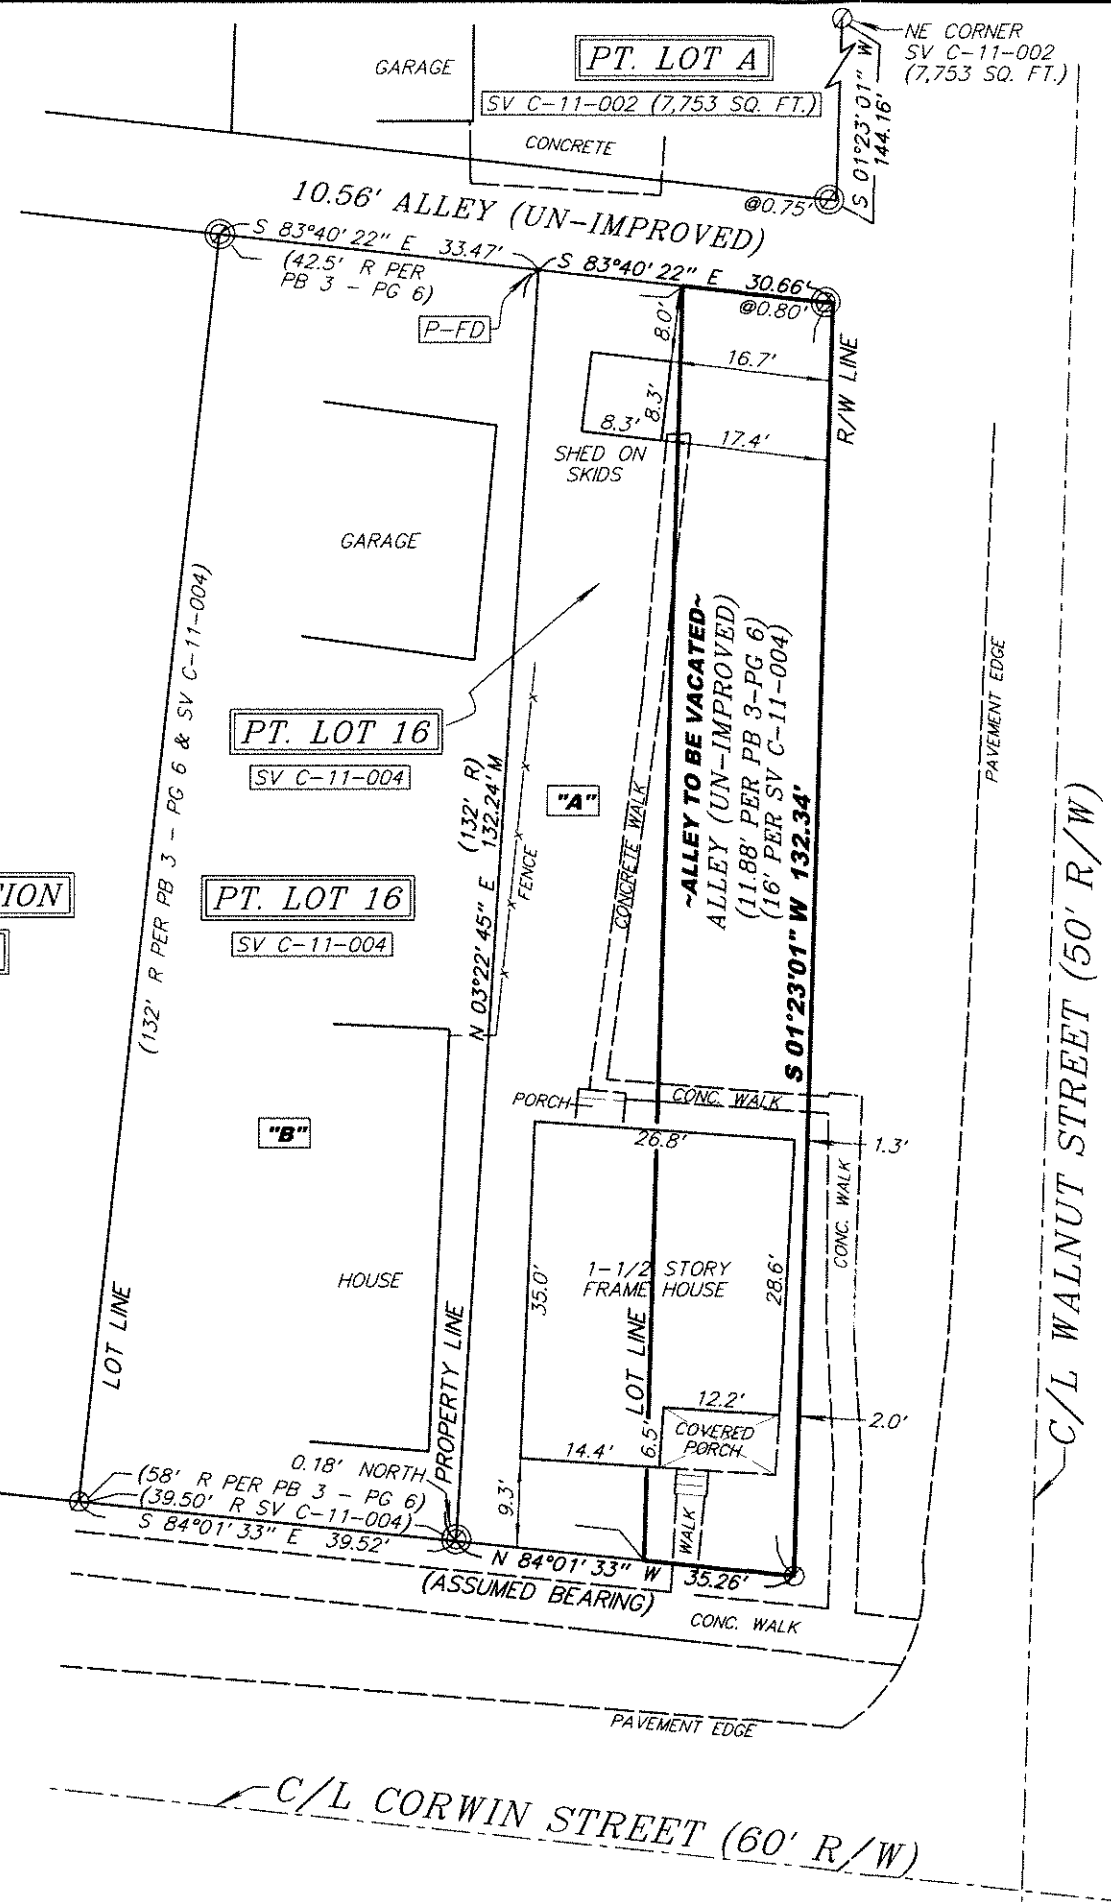 NE CORNER
SV C-11-002
(7,753 SQ. FT.)
GARAGE
PT. LOT A
SV C-11-002 (7,753 SQ. FT.)
CONCRETE
S 01°23'01" W
144.16'
@0.75'
10.56' ALLEY (UN-IMPROVED)
S 83°40'22" E 33.47'
(42.5' R PER
PB 3 - PG 6)
S 83°40'22" E 30.66'
@0.80'
P-FD
8.0'
16.7'
R/W LINE
8.3'
8.3'
17.4'
SHED ON
SKIDS
GARAGE
(132' R PER PB 3 - PG 6 & SV C-11-004)
~ALLEY TO BE VACATED~
ALLEY (UN-IMPROVED)
(11.88' PER PB 3-PG 6)
(16' PER SV C-11-004)
S 01°23'01" W 132.34'
PAVEMENT EDGE
PT. LOT 16
SV C-11-004
(132' R)
132.24' M
N 03°22'45" E
"A"
FENCE
CONCRETE WALK
TION
PT. LOT 16
SV C-11-004
C/L WALNUT STREET (50' R/W)
PORCH
CONC. WALK
"B"
26.8'
1.3'
CONC. WALK
HOUSE
35.0'
1-1/2 STORY
FRAME HOUSE
28.6'
LOT LINE
PROPERTY LINE
LOT LINE
12.2'
2.0'
COVERED
PORCH
14.4'
6.5'
0.18' NORTH
(58' R PER PB 3 - PG 6)
(39.50' R SV C-11-004)
S 84°01'33" E 39.52'
9.3'
WALK
N 84°01'33" W 35.26'
(ASSUMED BEARING)
CONC. WALK
PAVEMENT EDGE
C/L CORWIN STREET (60' R/W)